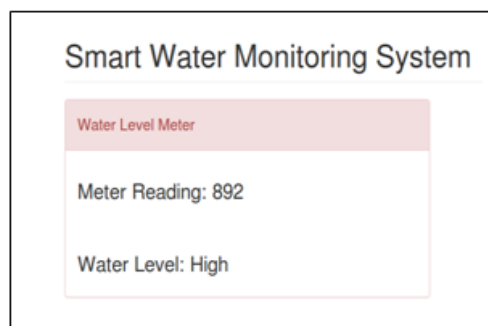 Smart Water Monitoring System
Water Level Meter
Meter Reading: 892
Water Level: High